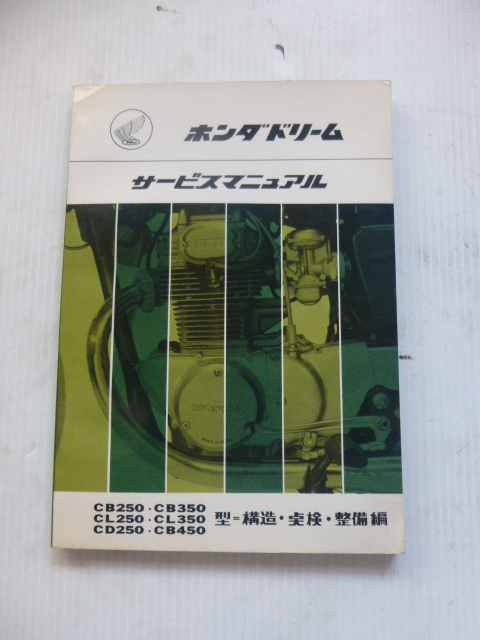 ホンダドリーム
サービスマニュアル
HONDA
CB250・CB350
CL250・CL350
CD250・CB450
型=構造・点検・整備編